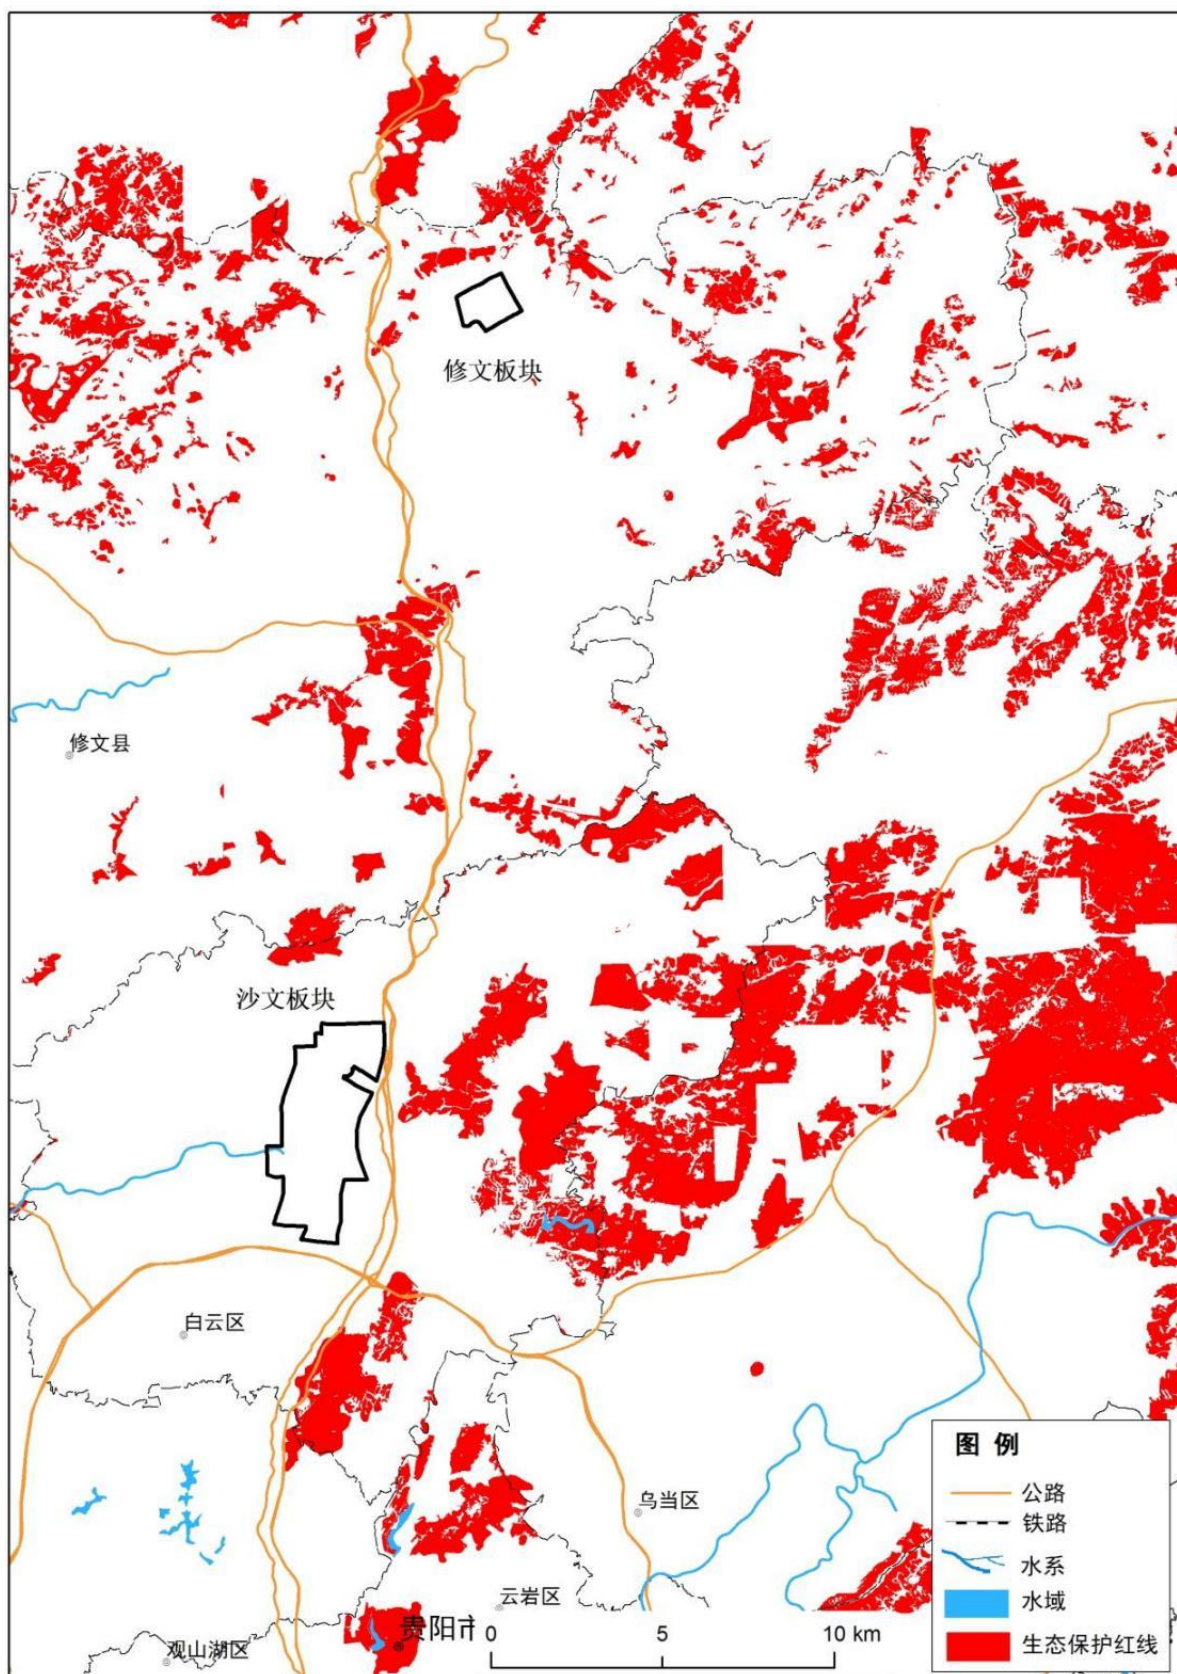 修文板块
修文县
沙文板块
白云区
乌当区
云岩区
贵阳市
观山湖区
0 5 10 km
图 例
公路
铁路
水系
水域
生态保护红线